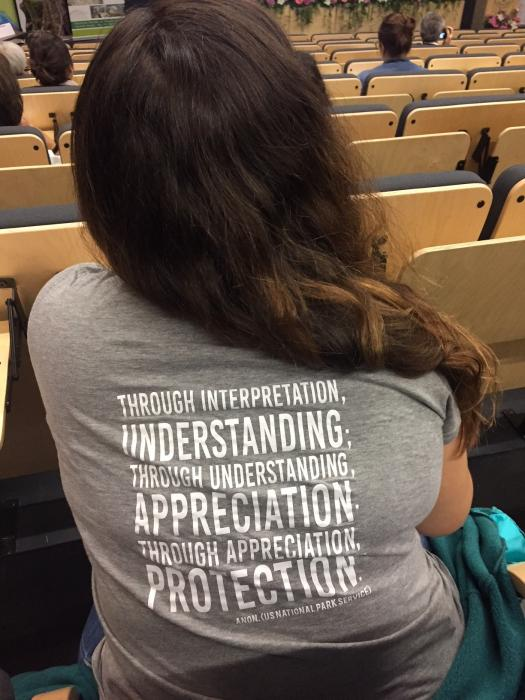 THROUGH INTERPRETATION,
UNDERSTANDING;
THROUGH UNDERSTANDING,
APPRECIATION;
THROUGH APPRECIATION,
PROTECTION.
ANON. (US NATIONAL PARK SERVICE)